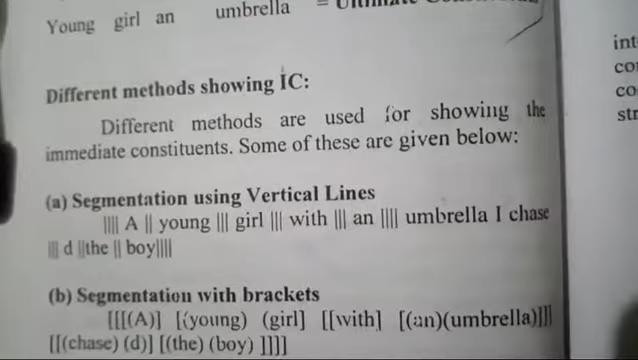 Young girl an umbrella = Ultimate
Different methods showing IC:
Different methods are used for showing the
immediate constituents. Some of these are given below:
(a) Segmentation using Vertical Lines
|||| A || young ||| girl ||| with ||| an |||| umbrella I chase
||| d ||the || boy||||
(b) Segmentation with brackets
[[[(A)] [(young) (girl] [[with] [(an)(umbrella)]]]
[[(chase) (d)] [(the) (boy) ]]]]
int
co
str